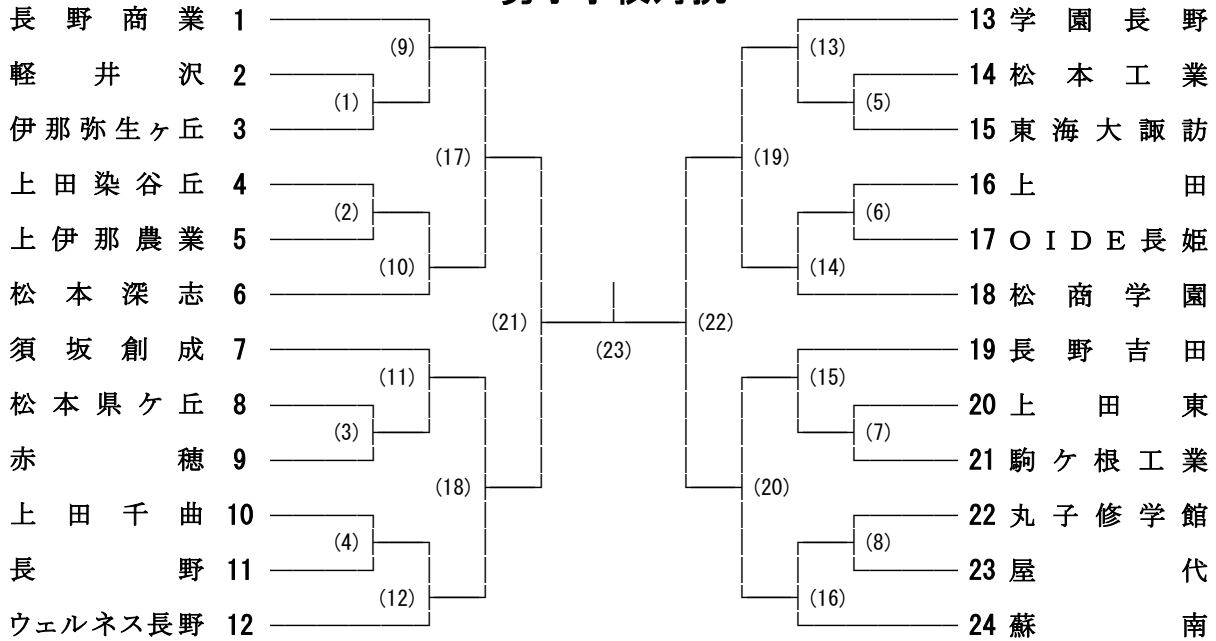 長野商業 1
(9)
軽井沢 2
(1)
伊那弥生ヶ丘 3
(17)
上田染谷丘 4
(2)
上伊那農業 5
(10)
松本深志 6
(21)
須坂創成 7
(11)
松本県ケ丘 8
(3)
赤穂 9
(18)
上田千曲 10
(4)
長野 11
(12)
ウェルネス長野 12
(23)
13 学園長野
(13)
14 松本工業
(5)
15 東海大諏訪
(19)
16 上田
(6)
17 OIDE長姫
(14)
18 松商学園
(22)
19 長野吉田
(15)
20 上田東
(7)
21 駒ケ根工業
(20)
22 丸子修学館
(8)
23 屋代
(16)
24 蘇南